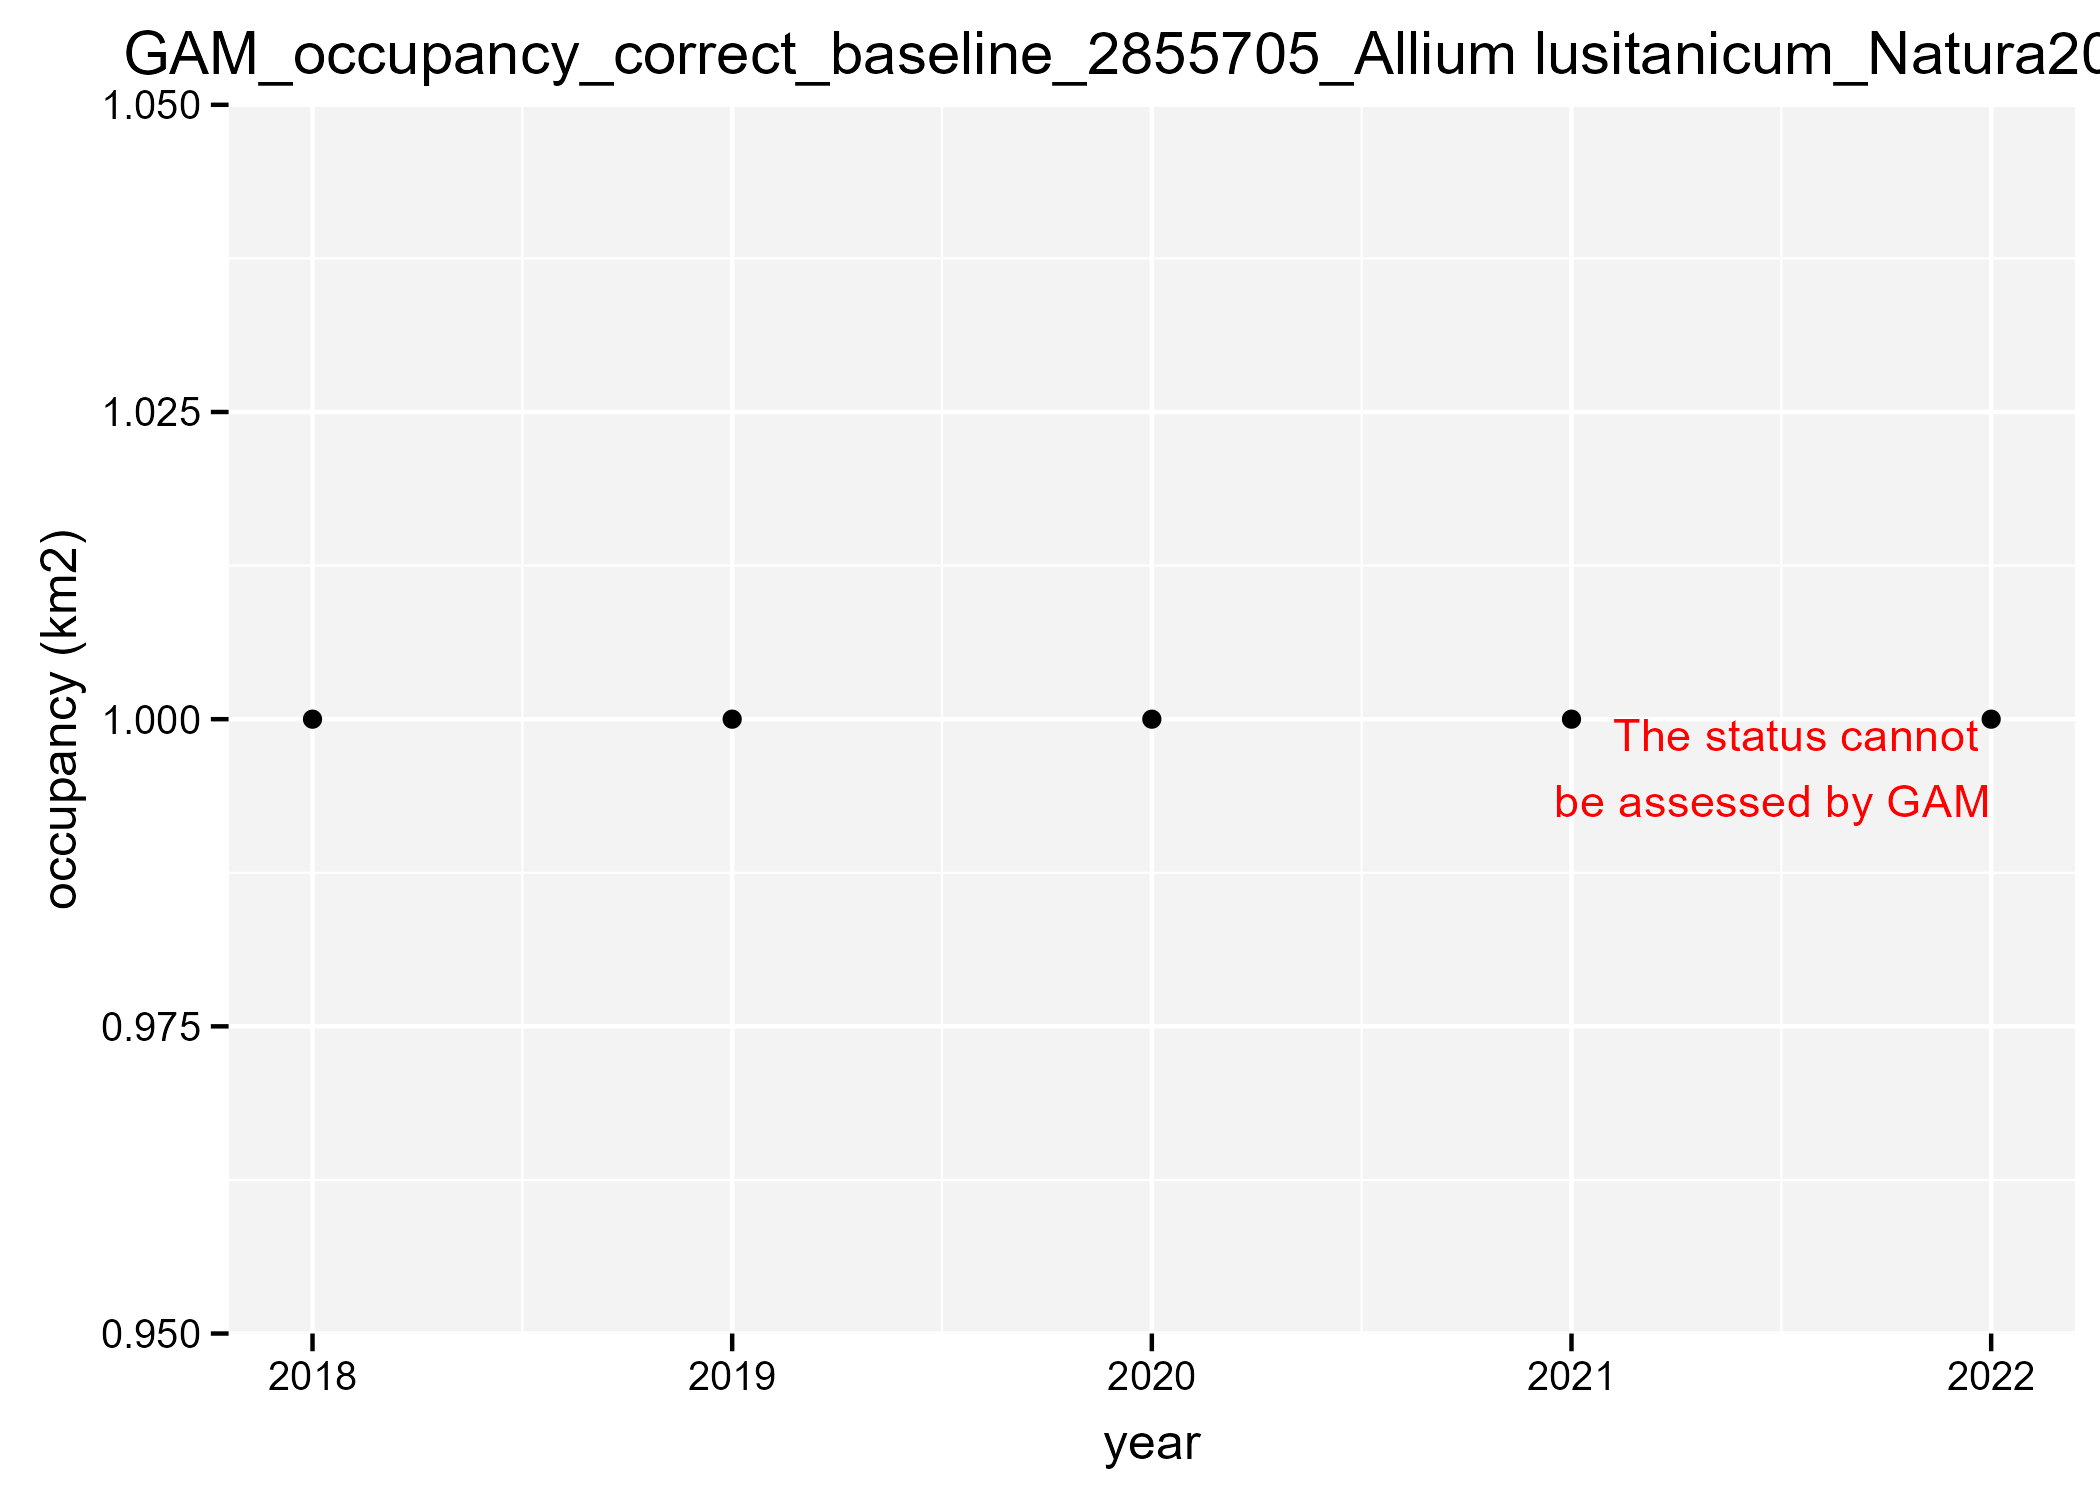 GAM_occupancy_correct_baseline_2855705_Allium lusitanicum_Natura20
1.050
1.025
1.000
0.975
0.950
occupancy (km2)
The status cannot
be assessed by GAM
2018 2019 2020 2021 2022
year